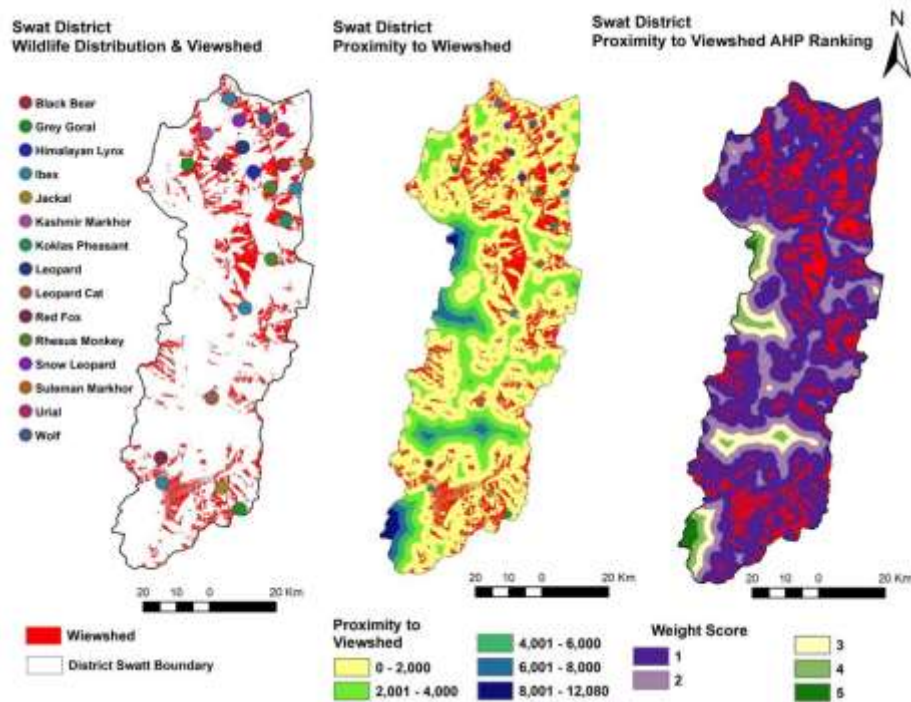 Swat District
Wildlife Distribution & Viewshed
Swat District
Proximity to Wiewshed
Swat District
Proximity to Viewshed AHP Ranking
N
Black Bear
Grey Goral
Himalayan Lynx
Ibex
Jackal
Kashmir Markhor
Koklas Pheasant
Leopard
Leopard Cat
Red Fox
Rhesus Monkey
Snow Leopard
Suleman Markhor
Urial
Wolf
20 10 0 20 Km
20 10 0 20 Km
20 10 0 20 Km
Wiewshed
District Swatt Boundary
Proximity to
Viewshed
0 - 2,000
2,001 - 4,000
4,001 - 6,000
6,001 - 8,000
8,001 - 12,080
Weight Score
1
2
3
4
5